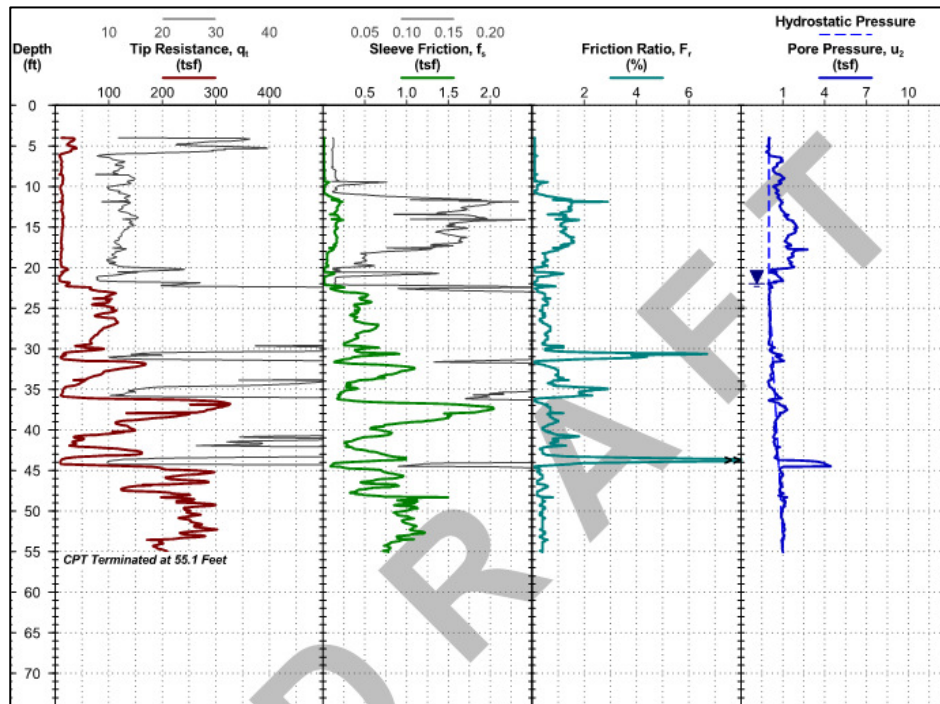 10 20 30 40
0.05 0.10 0.15 0.20
Hydrostatic Pressure
Depth
(ft)
Tip Resistance, qt
(tsf)
Sleeve Friction, fs
(tsf)
Friction Ratio, Fr
(%)
Pore Pressure, u2
(tsf)
100 200 300 400
0.5 1.0 1.5 2.0
2 4 6
1 4 7 10
0
5
10
15
20
25
30
35
40
45
50
55
CPT Terminated at 55.1 Feet
60
65
70
DRAFT